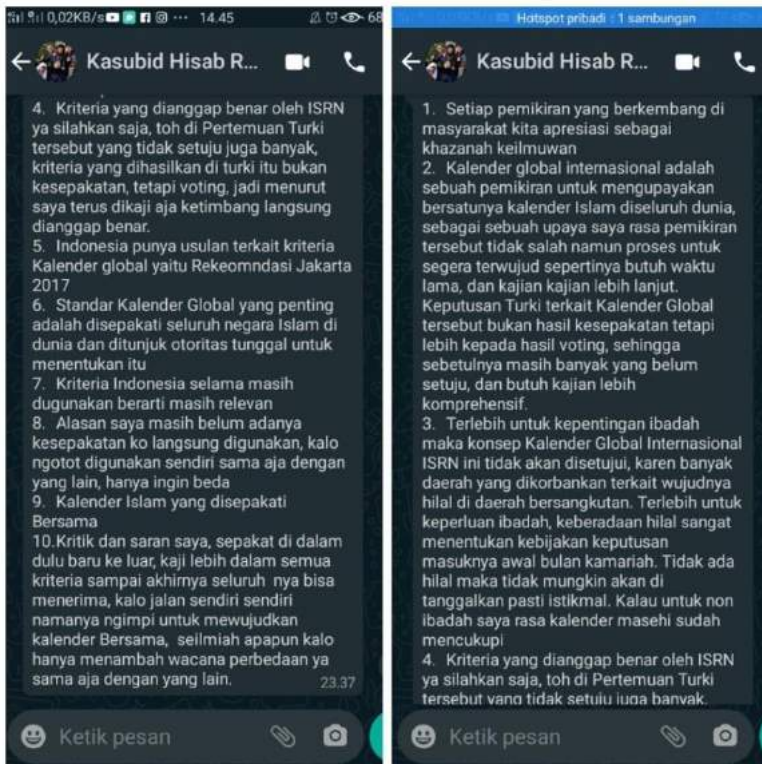 0,02KB/s ··· 14.45 68
Kasubid Hisab R...
4. Kriteria yang dianggap benar oleh ISRN
ya silahkan saja, toh di Pertemuan Turki
tersebut yang tidak setuju juga banyak,
kriteria yang dihasilkan di turki itu bukan
kesepakatan, tetapi voting, jadi menurut
saya terus dikaji aja ketimbang langsung
dianggap benar.
5. Indonesia punya usulan terkait kriteria
Kalender global yaitu Rekeomndasi Jakarta
2017
6. Standar Kalender Global yang penting
adalah disepakati seluruh negara Islam di
dunia dan ditunjuk otoritas tunggal untuk
menentukan itu
7. Kriteria Indonesia selama masih
dugunakan berarti masih relevan
8. Alasan saya masih belum adanya
kesepakatan ko langsung digunakan, kalo
ngotot digunakan sendiri sama aja dengan
yang lain, hanya ingin beda
9. Kalender Islam yang disepakati
Bersama
10.Kritik dan saran saya, sepakat di dalam
dulu baru ke luar, kaji lebih dalam semua
kriteria sampai akhirnya seluruh nya bisa
menerima, kalo jalan sendiri sendiri
namanya ngimpi untuk mewujudkan
kalender Bersama, seilmiah apapun kalo
hanya menambah wacana perbedaan ya
sama aja dengan yang lain. 23.37
Ketik pesan
Hotspot pribadi : 1 sambungan
Kasubid Hisab R...
1. Setiap pemikiran yang berkembang di
masyarakat kita apresiasi sebagai
khazanah keilmuwan
2. Kalender global internasional adalah
sebuah pemikiran untuk mengupayakan
bersatunya kalender Islam diseluruh dunia,
sebagai sebuah upaya saya rasa pemikiran
tersebut tidak salah namun proses untuk
segera terwujud sepertinya butuh waktu
lama, dan kajian kajian lebih lanjut.
Keputusan Turki terkait Kalender Global
tersebut bukan hasil kesepakatan tetapi
lebih kepada hasil voting, sehingga
sebetulnya masih banyak yang belum
setuju, dan butuh kajian lebih
komprehensif.
3. Terlebih untuk kepentingan ibadah
maka konsep Kalender Global Internasional
ISRN ini tidak akan disetujui, karen banyak
daerah yang dikorbankan terkait wujudnya
hilal di daerah bersangkutan. Terlebih untuk
keperluan ibadah, keberadaan hilal sangat
menentukan kebijakan keputusan
masuknya awal bulan kamariah. Tidak ada
hilal maka tidak mungkin akan di
tanggalkan pasti istikmal. Kalau untuk non
ibadah saya rasa kalender masehi sudah
mencukupi
4. Kriteria yang dianggap benar oleh ISRN
ya silahkan saja, toh di Pertemuan Turki
tersebut yang tidak setuju juga banyak,
Ketik pesan